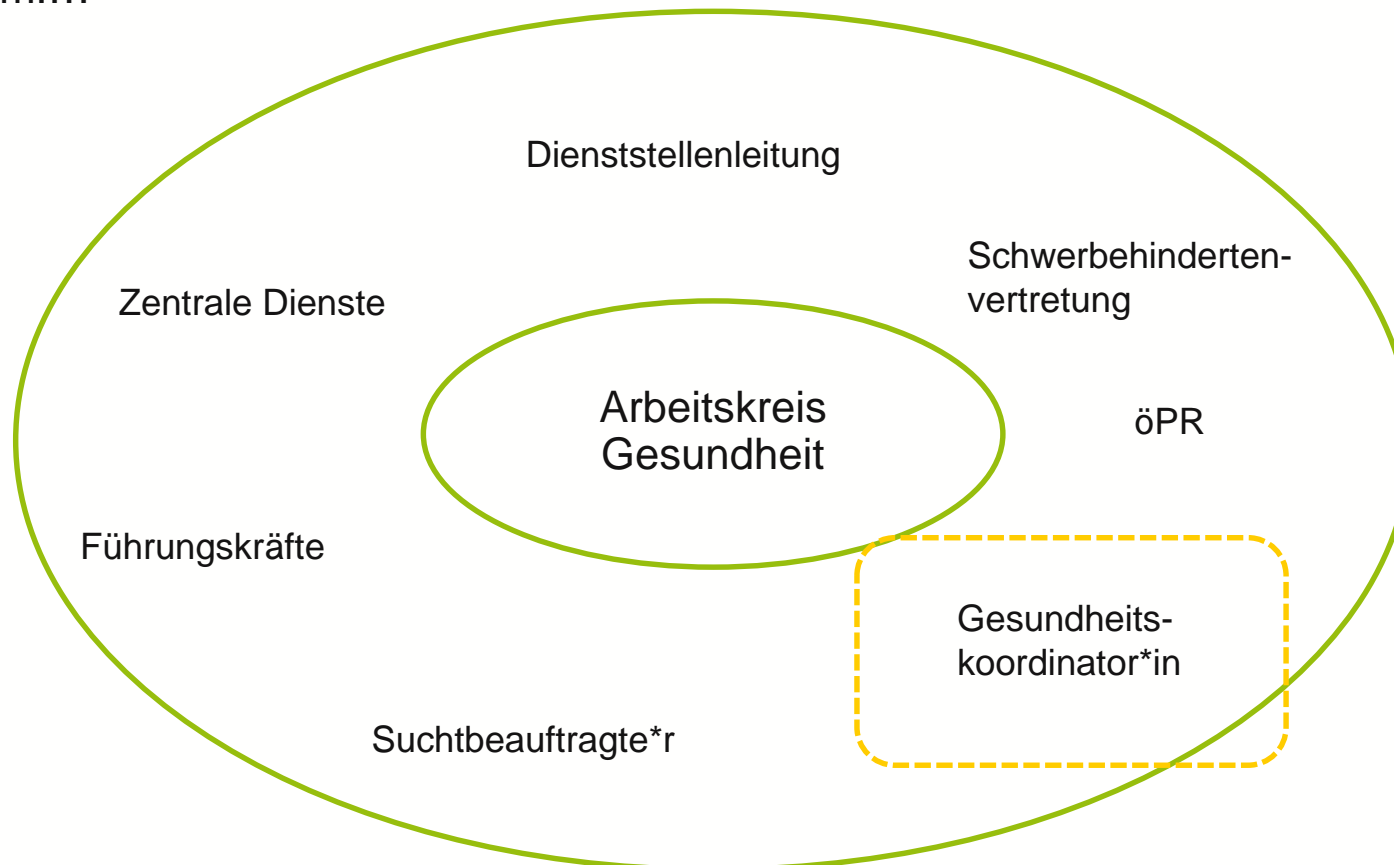 Dienststellenleitung
Schwerbehinderten-
vertretung
Zentrale Dienste
Arbeitskreis
Gesundheit
öPR
Führungskräfte
Gesundheits-
koordinator*in
Suchtbeauftragte*r